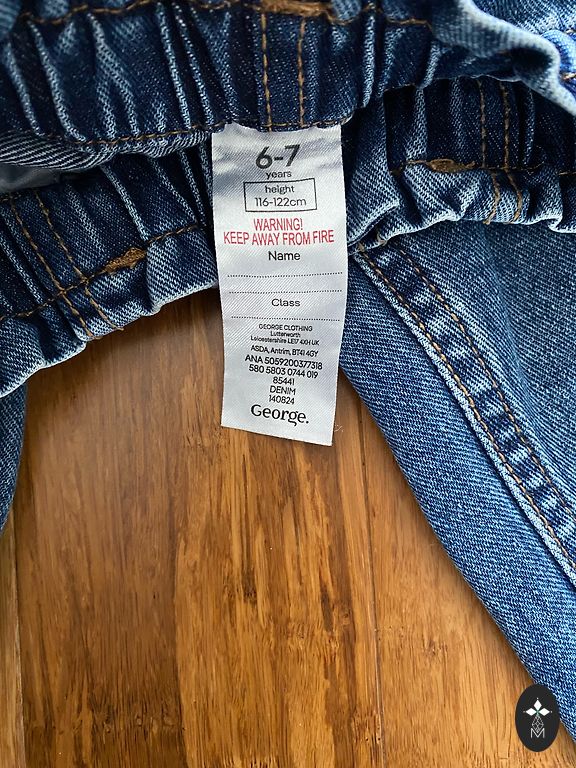 6-7
years
height
116-122cm
WARNING!
KEEP AWAY FROM FIRE
Name
Class
GEORGE CLOTHING
Lutterworth
Leicestershire LE17 4XH UK
ASDA, Antrim, BT41 4GY
ANA 5059200377318
580 5803 0744 019
85441
DENIM
140824
George.
M